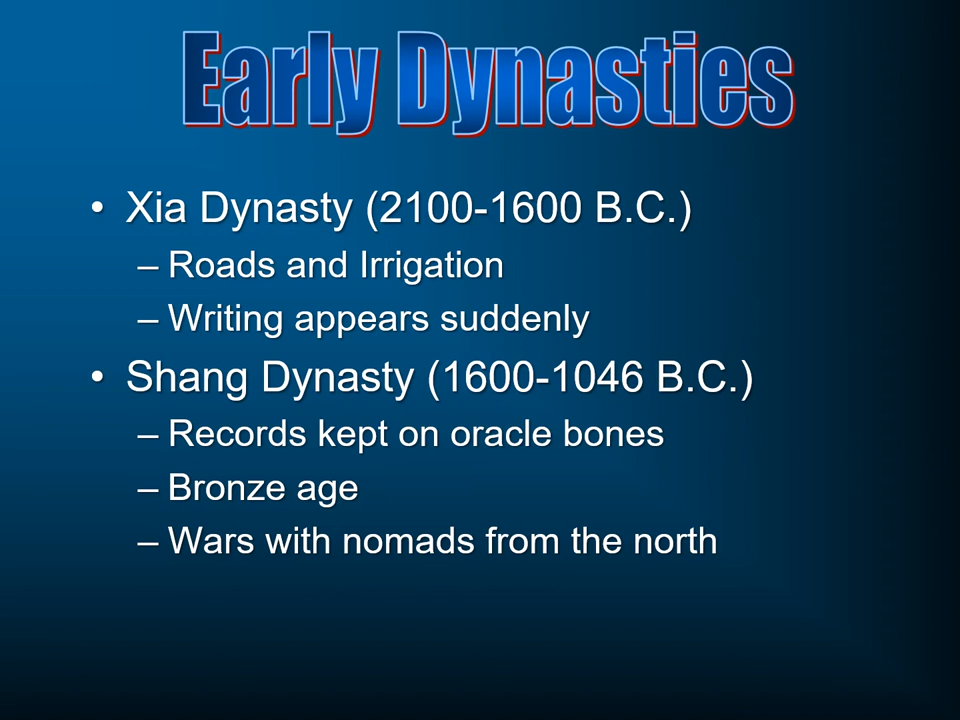 Early Dynasties
• Xia Dynasty (2100-1600 B.C.)
– Roads and Irrigation
– Writing appears suddenly
• Shang Dynasty (1600-1046 B.C.)
– Records kept on oracle bones
– Bronze age
– Wars with nomads from the north